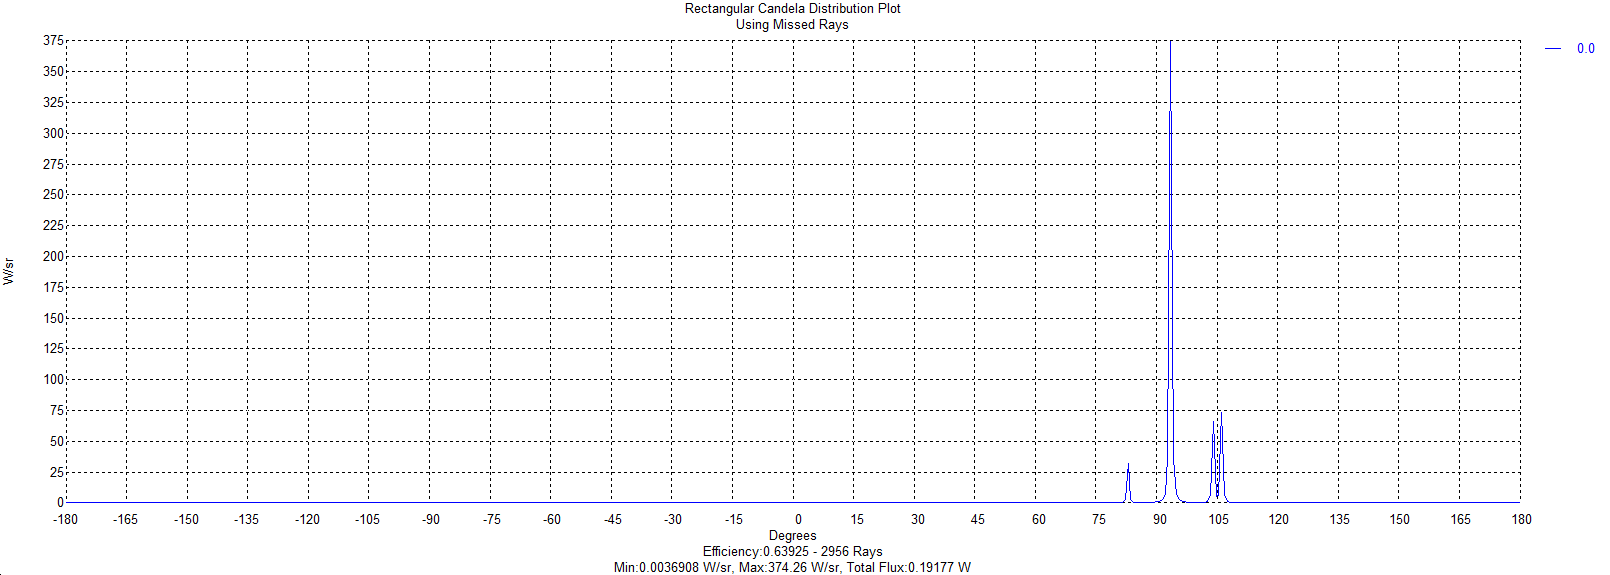 Rectangular Candela Distribution Plot
Using Missed Rays
0.0
375
350
325
300
275
250
225
200
175
150
125
100
75
50
25
0
W/sr
-180 -165 -150 -135 -120 -105 -90 -75 -60 -45 -30 -15 0 15 30 45 60 75 90 105 120 135 150 165 180
Degrees
Efficiency:0.63925 - 2956 Rays
Min:0.0036908 W/sr, Max:374.26 W/sr, Total Flux:0.19177 W